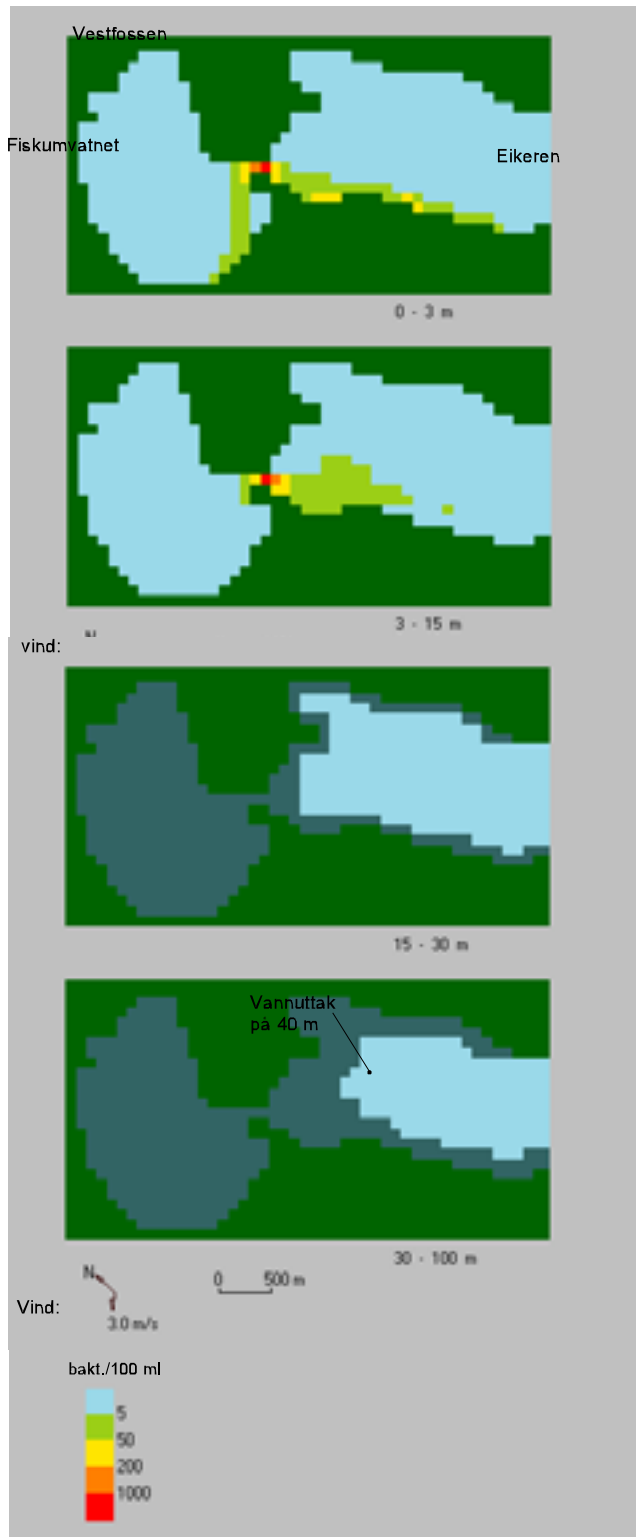 Vestfossen
Fiskumvatnet
Eikeren
0 - 3 m
3 - 15 m
vind:
15 - 30 m
Vannuttak
på 40 m
30 - 100 m
N
0 500 m
Vind:
3.0 m/s
bakt./100 ml
5
50
200
1000